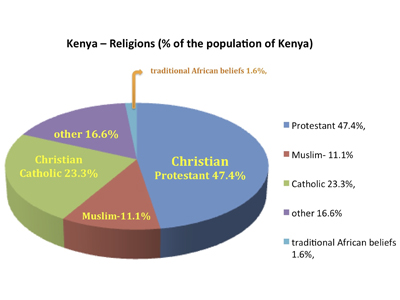 Kenya – Religions (% of the population of Kenya)
traditional African beliefs 1.6%,
other 16.6%
Christian
Catholic 23.3%
Christian
Protestant 47.4%
Muslim-11.1%
Protestant 47.4%,
Muslim- 11.1%
Catholic 23.3%,
other 16.6%
traditional African beliefs
1.6%,